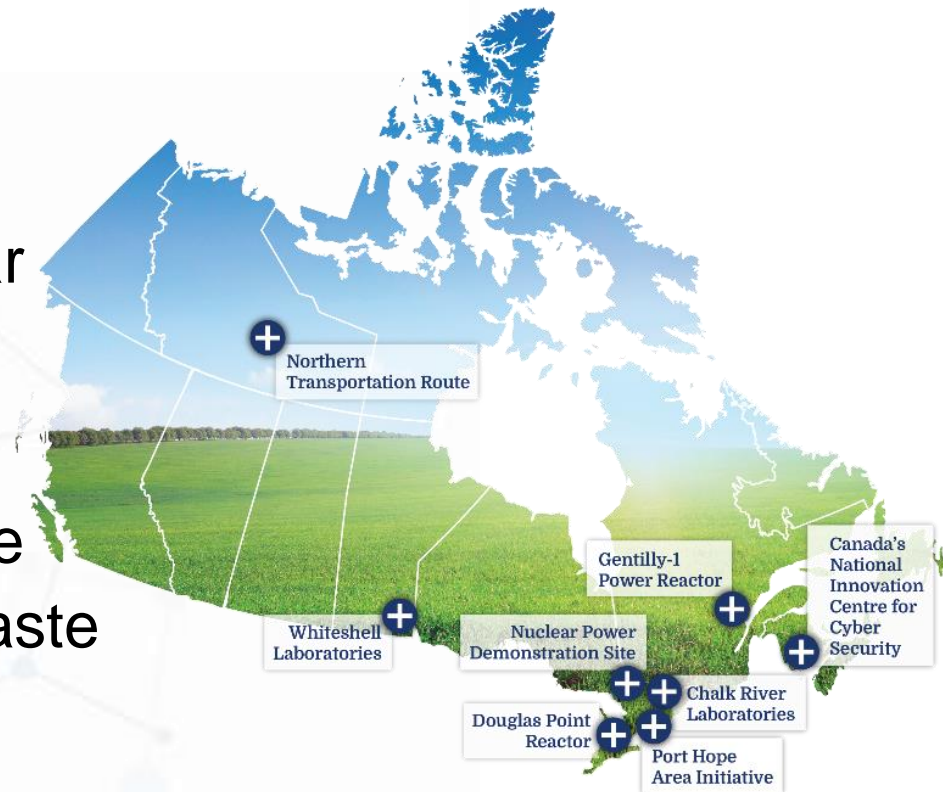 Northern
Transportation Route
e
aste
Gentilly-1
Power Reactor
Canada's
National
Innovation
Centre for
Cyber
Security
Whiteshell
Laboratories
Nuclear Power
Demonstration Site
Chalk River
Laboratories
Douglas Point
Reactor
Port Hope
Area Initiative